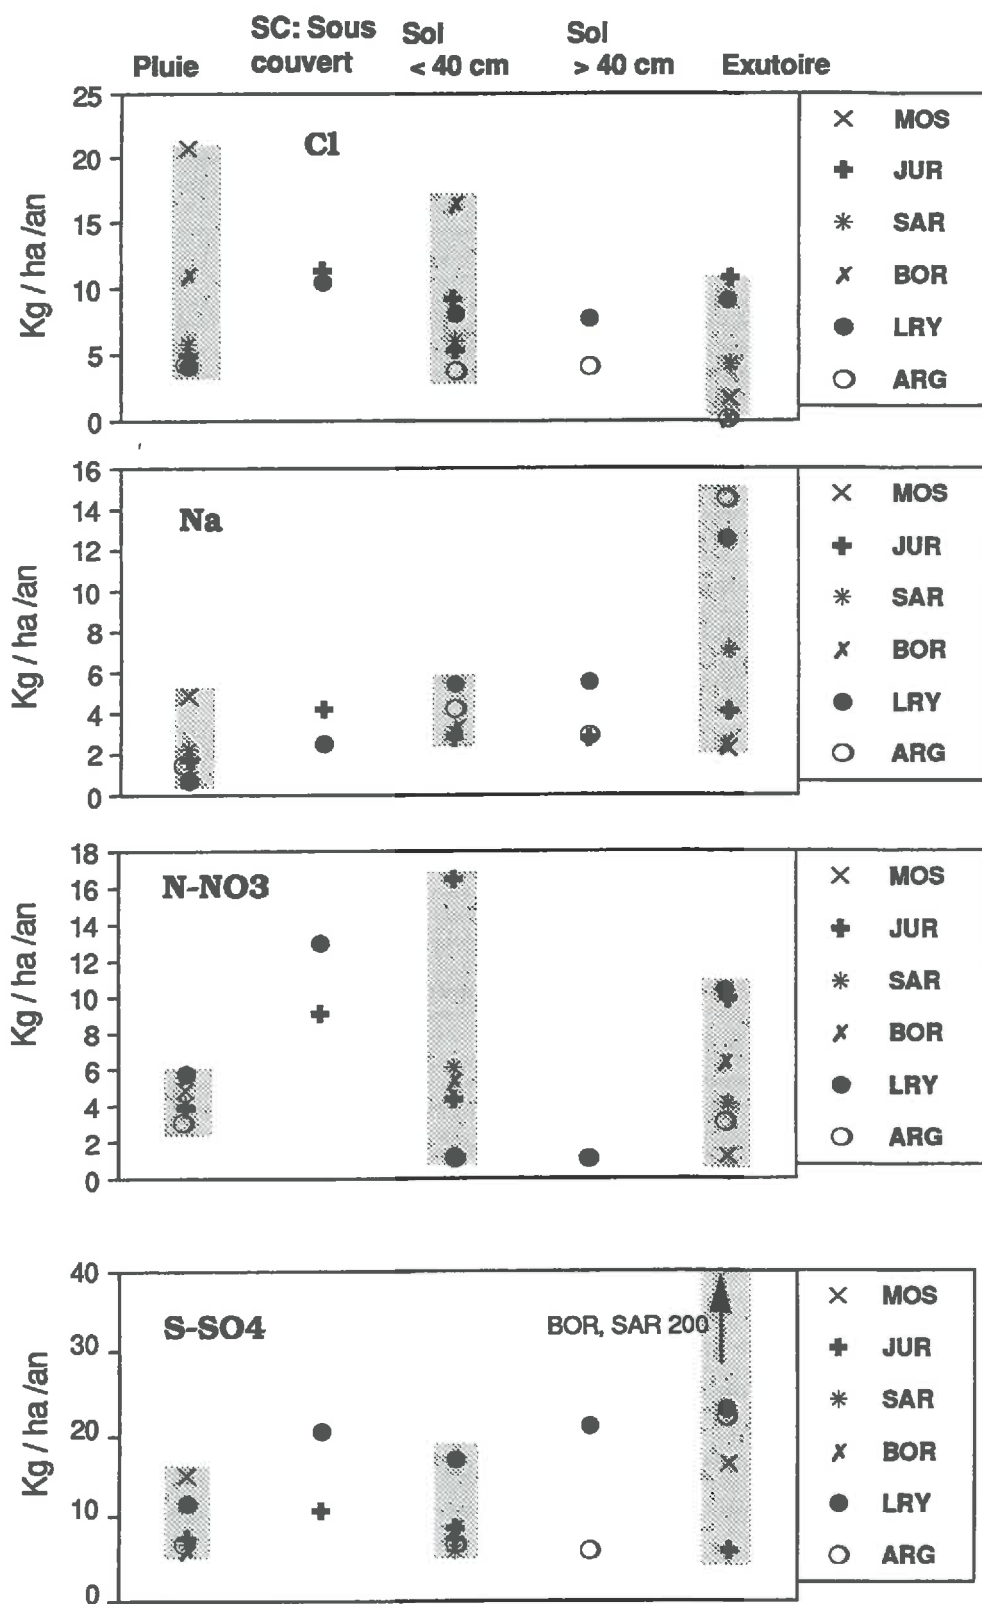 SC: Sous Sol Sol
Pluie couvert < 40 cm > 40 cm Exutoire
Kg / ha /an
25
20
15
10
5
0
Cl
MOS
JUR
SAR
BOR
LRY
ARG
Kg / ha /an
16
14
12
10
8
6
4
2
0
Na
MOS
JUR
SAR
BOR
LRY
ARG
Kg / ha /an
18
16
14
12
10
8
6
4
2
0
N-NO3
MOS
JUR
SAR
BOR
LRY
ARG
Kg / ha /an
40
30
20
10
0
S-SO4
BOR, SAR 200
MOS
JUR
SAR
BOR
LRY
ARG